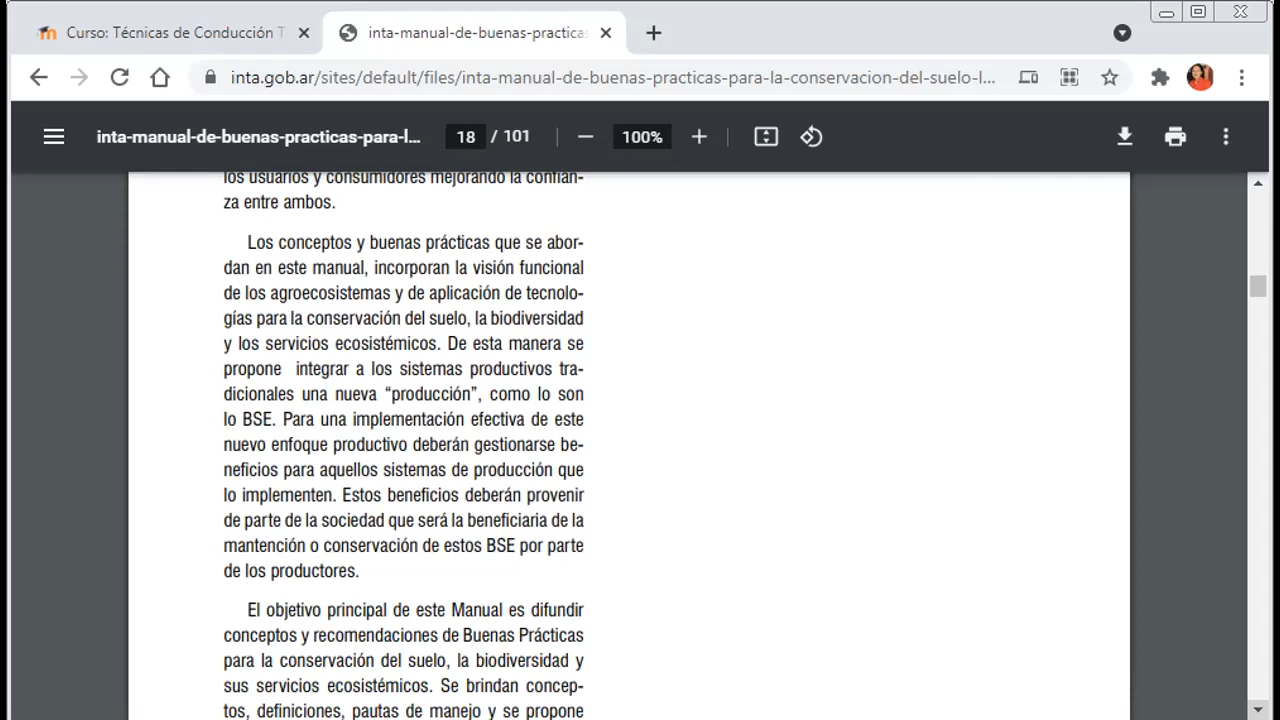 Curso: Técnicas de Conducción T
inta-manual-de-buenas-practicas
inta.gob.ar/sites/default/files/inta-manual-de-buenas-practicas-para-la-conservacion-del-suelo-l...
inta-manual-de-buenas-practicas-para-l... 18 / 101 100%
los usuarios y consumidores mejorando la confian-
za entre ambos.
Los conceptos y buenas prácticas que se abor-
dan en este manual, incorporan la visión funcional
de los agroecosistemas y de aplicación de tecnolo-
gías para la conservación del suelo, la biodiversidad
y los servicios ecosistémicos. De esta manera se
propone integrar a los sistemas productivos tra-
dicionales una nueva “producción”, como lo son
lo BSE. Para una implementación efectiva de este
nuevo enfoque productivo deberán gestionarse be-
neficios para aquellos sistemas de producción que
lo implementen. Estos beneficios deberán provenir
de parte de la sociedad que será la beneficiaria de la
mantención o conservación de estos BSE por parte
de los productores.
El objetivo principal de este Manual es difundir
conceptos y recomendaciones de Buenas Prácticas
para la conservación del suelo, la biodiversidad y
sus servicios ecosistémicos. Se brindan concep-
tos, definiciones, pautas de manejo y se propone